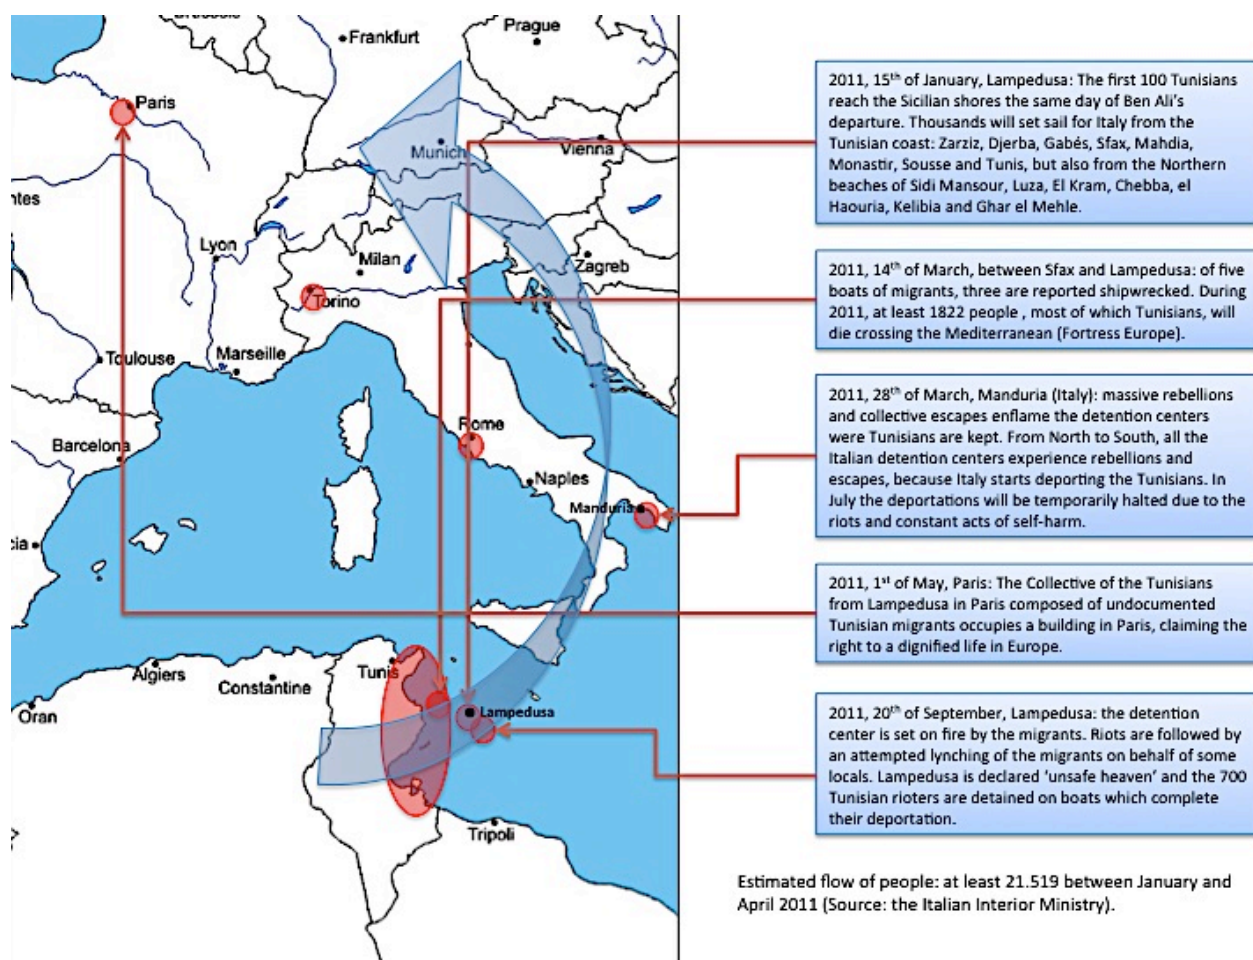 Prague
Frankfurt
Paris
Munich
Vienna
ntes
Lyon
Milan
Zagreb
Torino
Toulouse
Marseille
Rome
Barcelona
Naples
Manduria
cia
Algiers
Tunis
Constantine
Oran
Lampedusa
Tripoli
2011, 15th of January, Lampedusa: The first 100 Tunisians
reach the Sicilian shores the same day of Ben Ali's
departure. Thousands will set sail for Italy from the
Tunisian coast: Zarziz, Djerba, Gabés, Sfax, Mahdia,
Monastir, Sousse and Tunis, but also from the Northern
beaches of Sidi Mansour, Luza, El Kram, Chebba, el
Haouria, Kelibia and Ghar el Mehle.
2011, 14th of March, between Sfax and Lampedusa: of five
boats of migrants, three are reported shipwrecked. During
2011, at least 1822 people , most of which Tunisians, will
die crossing the Mediterranean (Fortress Europe).
2011, 28th of March, Manduria (Italy): massive rebellions
and collective escapes enflame the detention centers
were Tunisians are kept. From North to South, all the
Italian detention centers experience rebellions and
escapes, because Italy starts deporting the Tunisians. In
July the deportations will be temporarily halted due to the
riots and constant acts of self-harm.
2011, 1st of May, Paris: The Collective of the Tunisians
from Lampedusa in Paris composed of undocumented
Tunisian migrants occupies a building in Paris, claiming the
right to a dignified life in Europe.
2011, 20th of September, Lampedusa: the detention
center is set on fire by the migrants. Riots are followed by
an attempted lynching of the migrants on behalf of some
locals. Lampedusa is declared 'unsafe heaven' and the 700
Tunisian rioters are detained on boats which complete
their deportation.
Estimated flow of people: at least 21.519 between January and
April 2011 (Source: the Italian Interior Ministry).